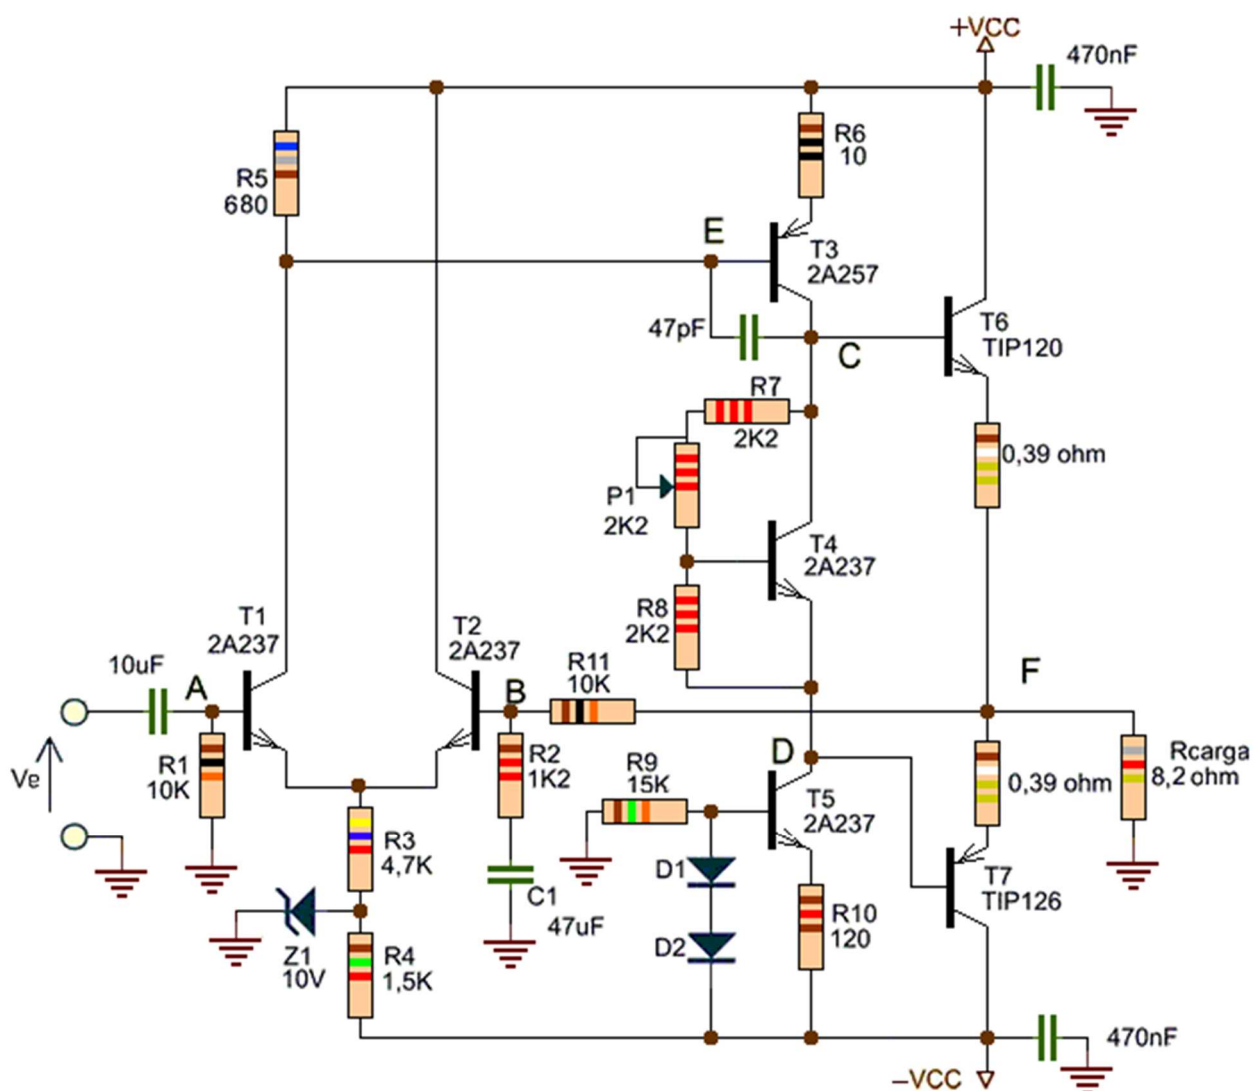 +VCC
470nF
R6
10
R5
680
E
T3
2A257
47pF
C
T6
TIP120
R7
2K2
0,39 ohm
P1
2K2
T4
2A237
R8
2K2
T1
2A237
T2
2A237
10uF
A
B
R11
10K
F
D
R1
10K
Ve
R2
1K2
R9
15K
T5
2A237
0,39 ohm
Rcarga
8,2 ohm
R3
4,7K
C1
47uF
D1
T7
TIP126
R10
120
Z1
10V
R4
1,5K
D2
470nF
–VCC